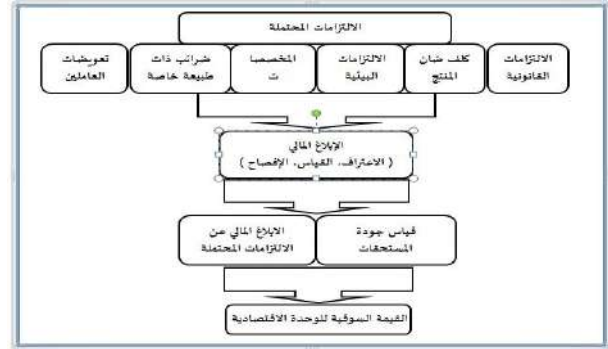 الالتزامات المحتملة
الالتزامات
القانونية
كلف ضمان
المنتج
الالتزامات
البيئية
المخصصا
ت
ضرائب ذات
طبيعة خاصة
تعويضات
العاملين
الإبلاغ المالي
( الاعتراف، القياس، الإفصاح )
قياس جودة
المستحقات
الابلاغ المالي عن
الالتزامات المحتملة
القيمة السوقية للوحدة الاقتصادية